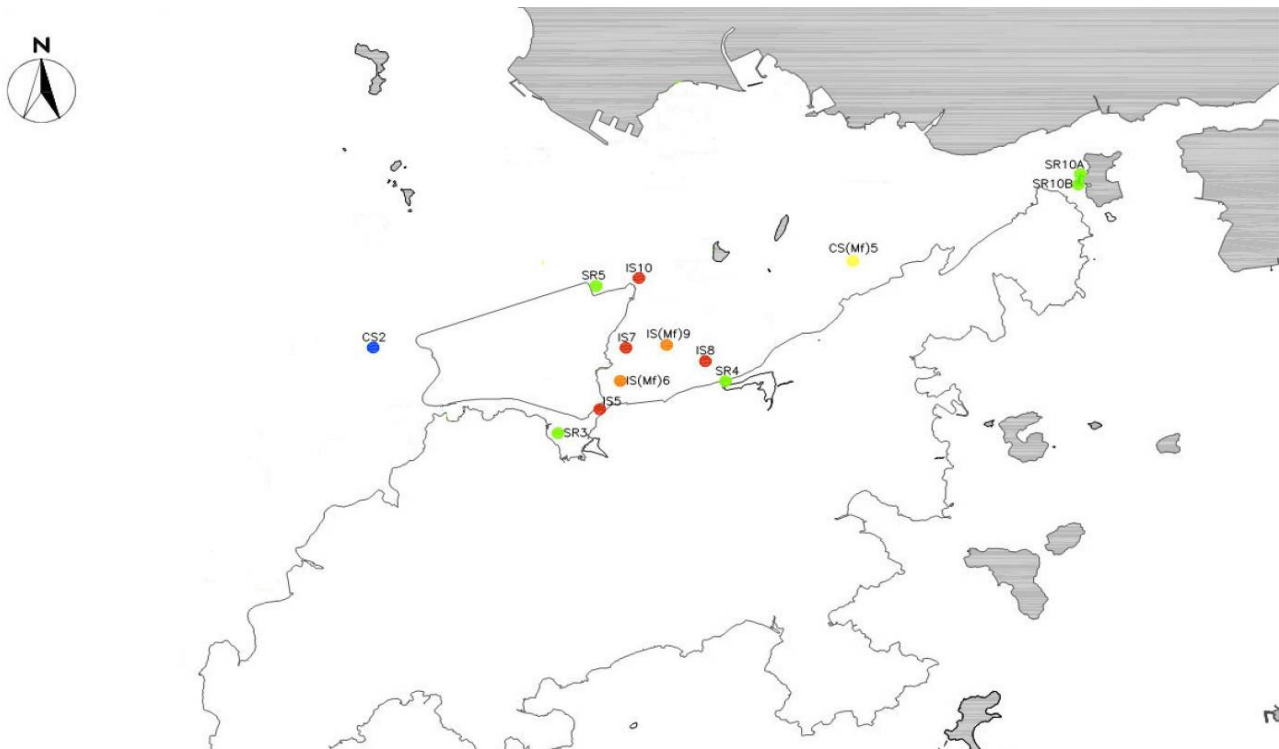 N
SR10A
SR10B
CS(Mf)5
IS10
SR5
CS2
IS7
IS(Mf)9
IS8
SR4
IS(Mf)6
IS5
SR3